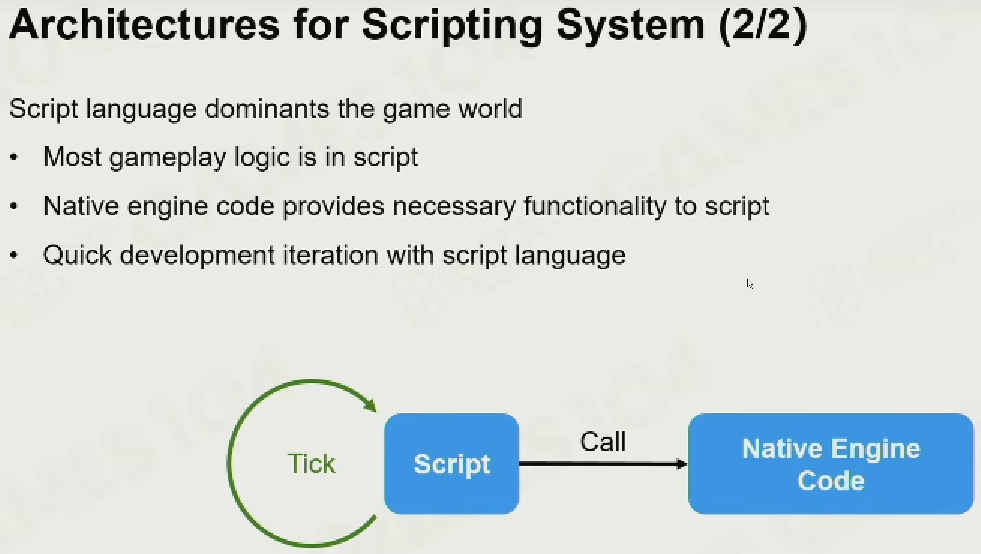 Architectures for Scripting System (2/2)
Script language dominants the game world
• Most gameplay logic is in script
• Native engine code provides necessary functionality to script
• Quick development iteration with script language
Tick
Script
Call
Native Engine
Code